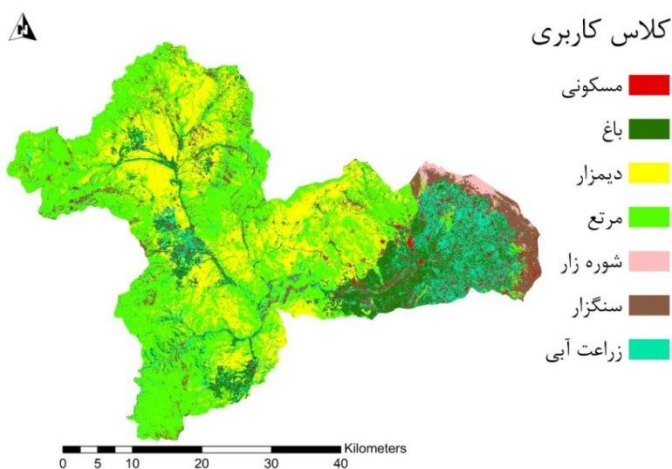 N
کلاس کاربری
مسکونی
باغ
دیمزار
مرتع
شوره زار
سنگزار
زراعت آبی
Kilometers
0 5 10 20 30 40